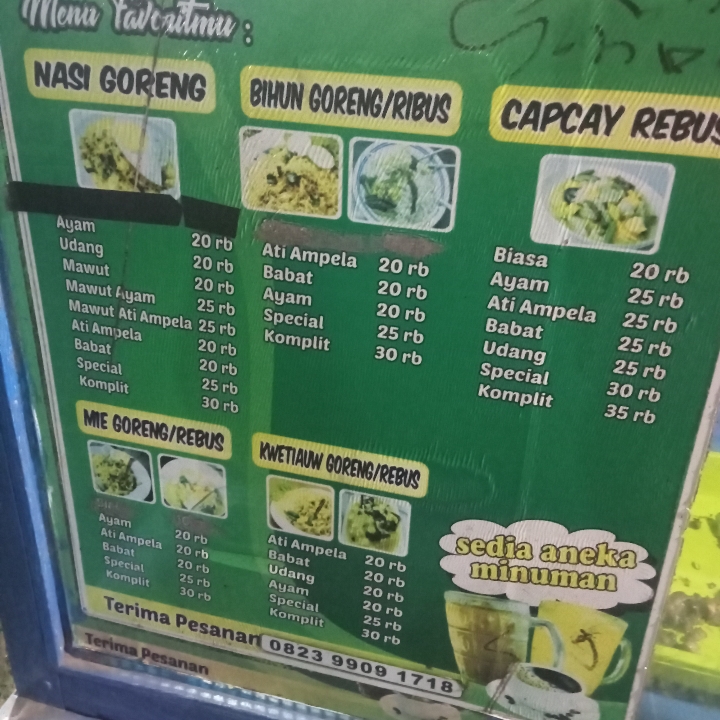 Menu Favoritmu :
NASI GORENG
Ayam 20 rb
Udang 20 rb
Mawut 20 rb
Mawut Ayam 25 rb
Mawut Ati Ampela 25 rb
Ati Ampela 20 rb
Babat 20 rb
Special 25 rb
Komplit 30 rb
BIHUN GORENG/RIBUS
Ati Ampela 20 rb
Babat 20 rb
Ayam 20 rb
Special 25 rb
Komplit 30 rb
CAPCAY REBUS
Biasa 20 rb
Ayam 25 rb
Ati Ampela 25 rb
Babat 25 rb
Udang 25 rb
Special 30 rb
Komplit 35 rb
MIE GORENG/REBUS
Ayam 20 rb
Ati Ampela 20 rb
Babat 20 rb
Special 25 rb
Komplit 30 rb
KWETIAUW GORENG/REBUS
Ati Ampela 20 rb
Babat 20 rb
Udang 20 rb
Ayam 20 rb
Special 25 rb
Komplit 30 rb
sedia aneka
minuman
Terima Pesanan 0823 9909 1718
Terima Pesanan